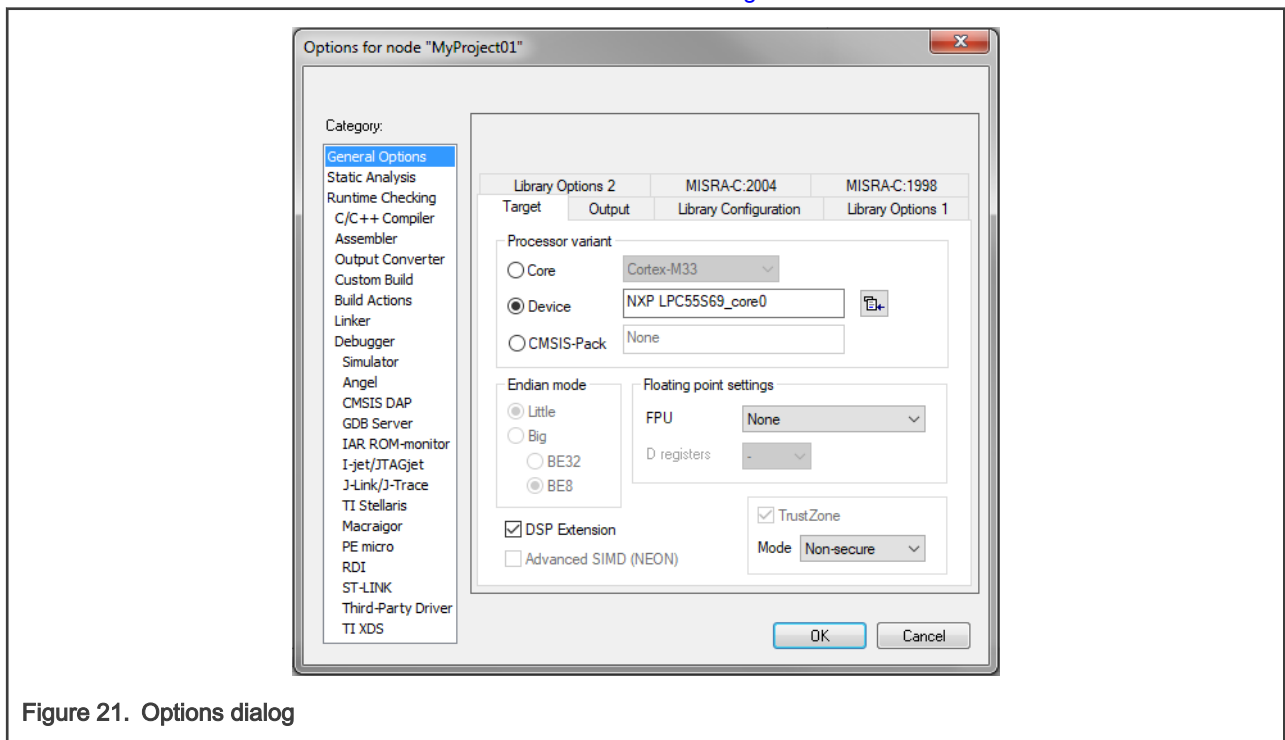 Options for node "MyProject01"
Category:
General Options
Static Analysis
Runtime Checking
C/C++ Compiler
Assembler
Output Converter
Custom Build
Build Actions
Linker
Debugger
Simulator
Angel
CMSIS DAP
GDB Server
IAR ROM-monitor
I-jet/JTAGjet
J-Link/J-Trace
TI Stellaris
Macraigor
PE micro
RDI
ST-LINK
Third-Party Driver
TI XDS
Library Options 2 MISRA-C:2004 MISRA-C:1998
Target Output Library Configuration Library Options 1
Processor variant
Core Cortex-M33
Device NXP LPC55S69_core0
CMSIS-Pack None
Endian mode
Little
Big
BE32
BE8
Floating point settings
FPU None
D registers -
DSP Extension
Advanced SIMD (NEON)
TrustZone
Mode Non-secure
OK Cancel
Figure 21. Options dialog